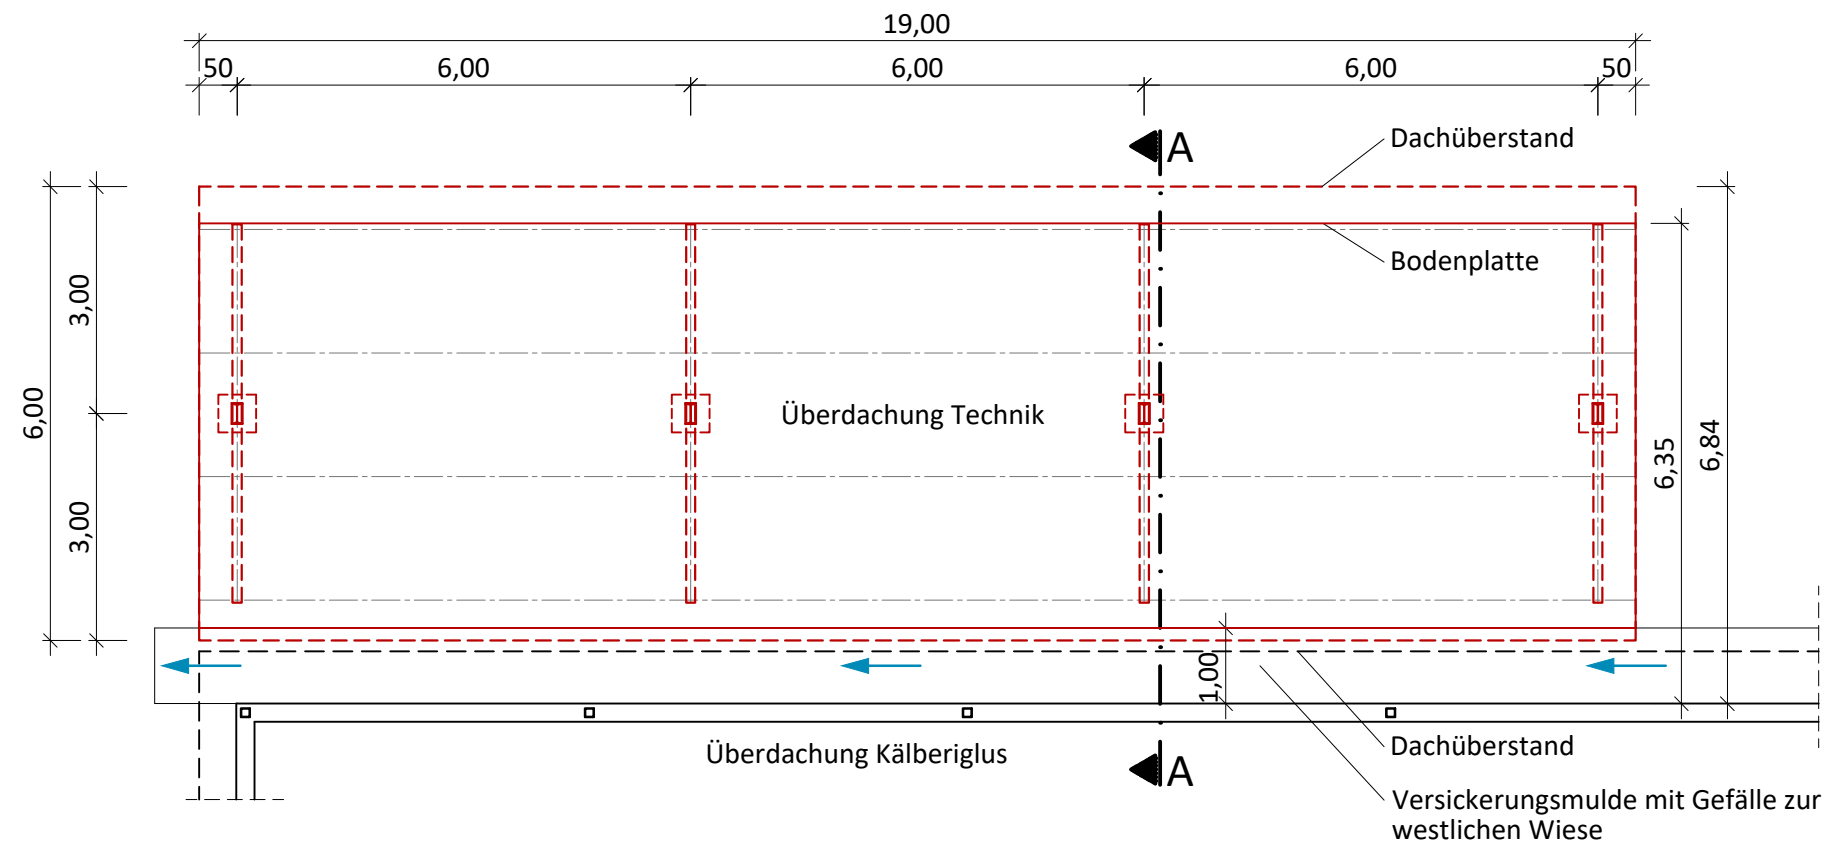 19,00
50
6,00
6,00
6,00
50
A
Dachüberstand
Bodenplatte
3,00
6,00
Überdachung Technik
6,84
6,35
3,00
1,00
Überdachung Kälberiglus
A
Dachüberstand
Versickerungsmulde mit Gefälle zur
westlichen Wiese